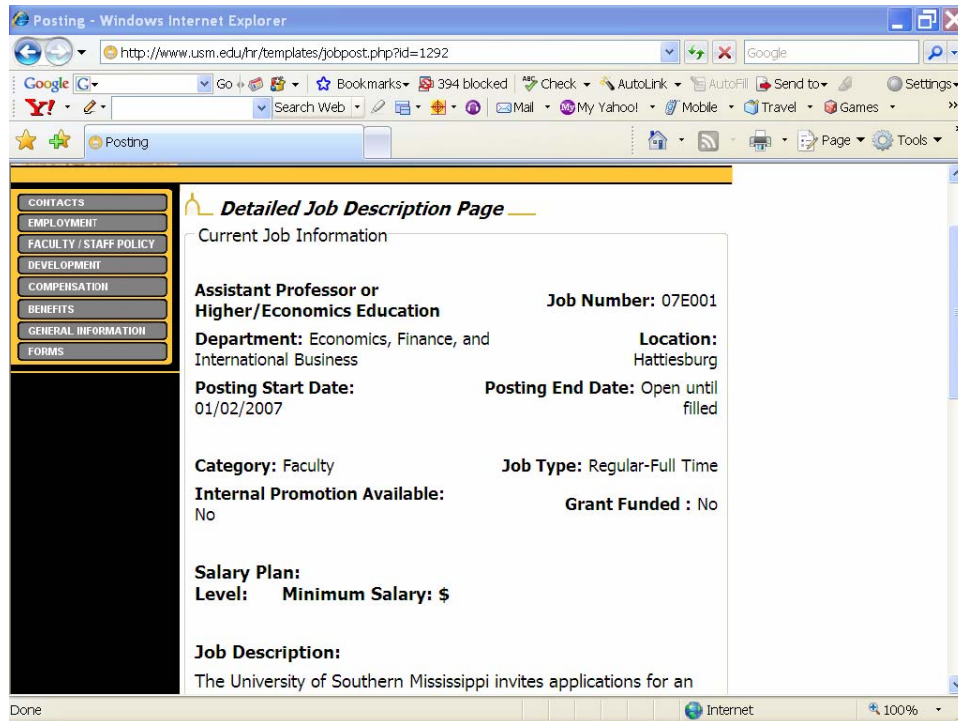 Posting - Windows Internet Explorer
http://www.usm.edu/hr/templates/jobpost.php?id=1292
Google
Google G Go Bookmarks 394 blocked Check AutoLink AutoFill Send to Settings
Y! Search Web Mail My Yahoo! Mobile Travel Games »
Posting Page Tools
CONTACTS
EMPLOYMENT
FACULTY / STAFF POLICY
DEVELOPMENT
COMPENSATION
BENEFITS
GENERAL INFORMATION
FORMS
Detailed Job Description Page
Current Job Information
Assistant Professor or
Higher/Economics Education
Job Number: 07E001
Department: Economics, Finance, and
International Business
Location:
Hattiesburg
Posting Start Date:
01/02/2007
Posting End Date: Open until
filled
Category: Faculty
Job Type: Regular-Full Time
Internal Promotion Available:
No
Grant Funded : No
Salary Plan:
Level: Minimum Salary: $
Job Description:
The University of Southern Mississippi invites applications for an
Done Internet 100%